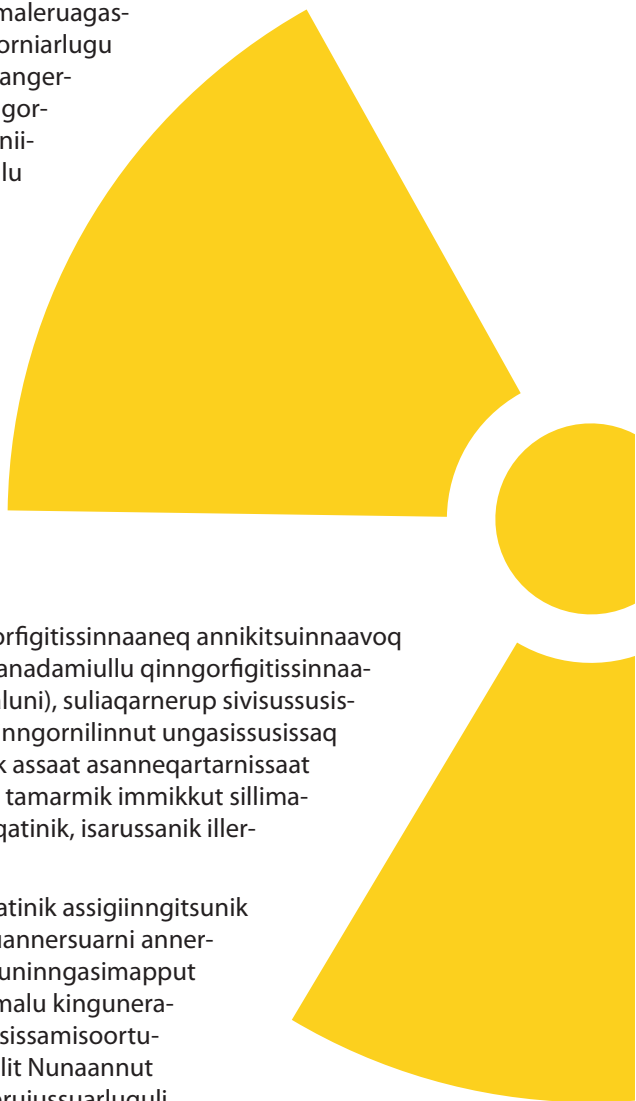 maleruagas-
orniarlugu
anger-
gor-
nii-
lu
orfigitissinnaaneq annikitsuinnaavoq
anadamiullu qinngorfigitissinnaa-
luni), suliaqarnerup sivisussusis-
nngornilinnut ungasissusissaq
k assaat asanneqartarnissaat
tamarmik immikkut sillima-
qatinik, isarussanik iller-
atinik assigiinngitsunik
uannersuarni anner-
uninngasimapput
malu kingunera-
sissamisoortu-
lit Nunaannut